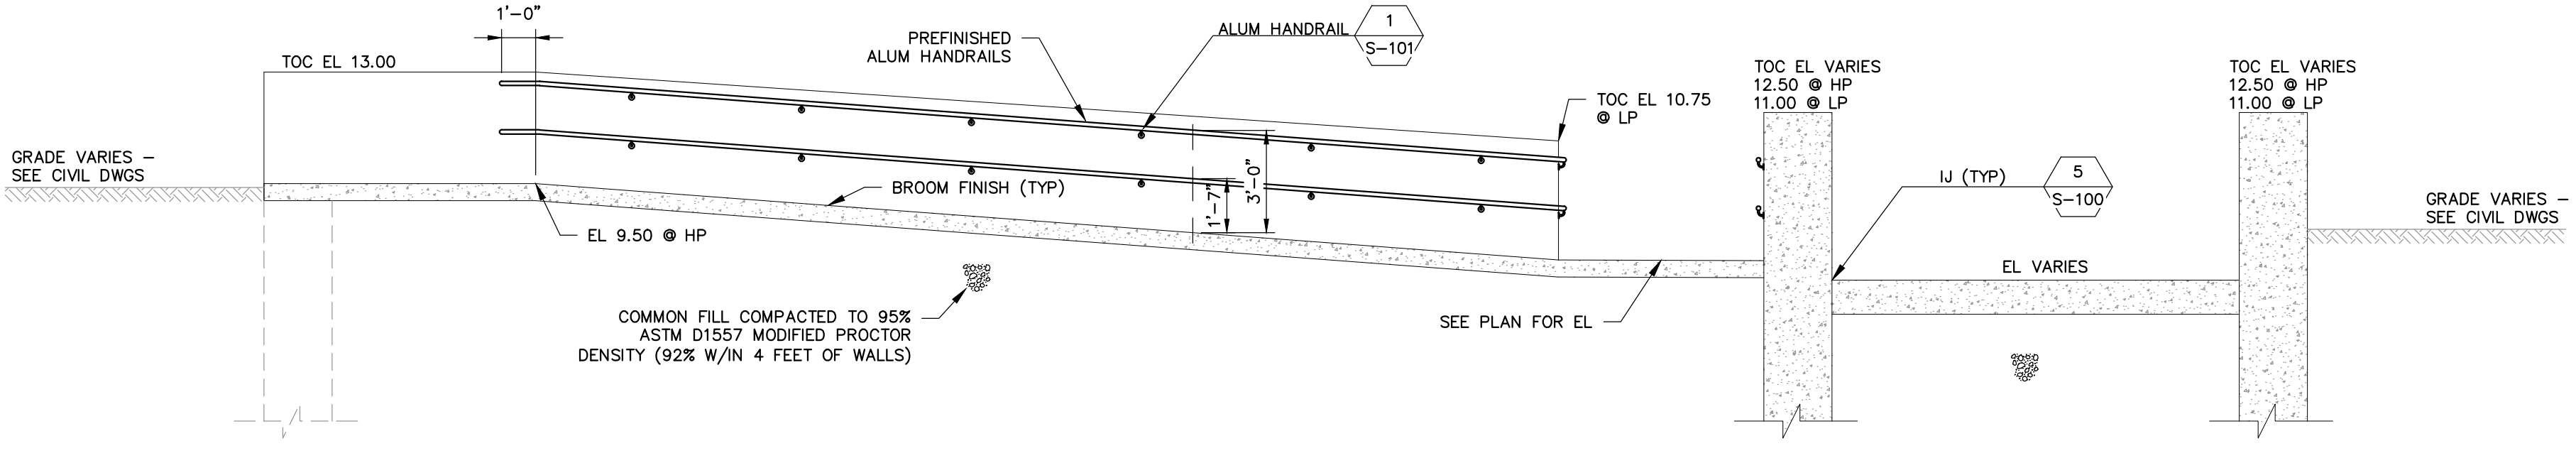 1'-0"
TOC EL 13.00
PREFINISHED
ALUM HANDRAILS
ALUM HANDRAIL
1
S-101
TOC EL 10.75
@ LP
TOC EL VARIES
12.50 @ HP
11.00 @ LP
TOC EL VARIES
12.50 @ HP
11.00 @ LP
GRADE VARIES –
SEE CIVIL DWGS
BROOM FINISH (TYP)
1'-7"
3'-0"
IJ (TYP)
5
S-100
GRADE VARIES –
SEE CIVIL DWGS
EL 9.50 @ HP
EL VARIES
COMMON FILL COMPACTED TO 95%
ASTM D1557 MODIFIED PROCTOR
DENSITY (92% W/IN 4 FEET OF WALLS)
SEE PLAN FOR EL